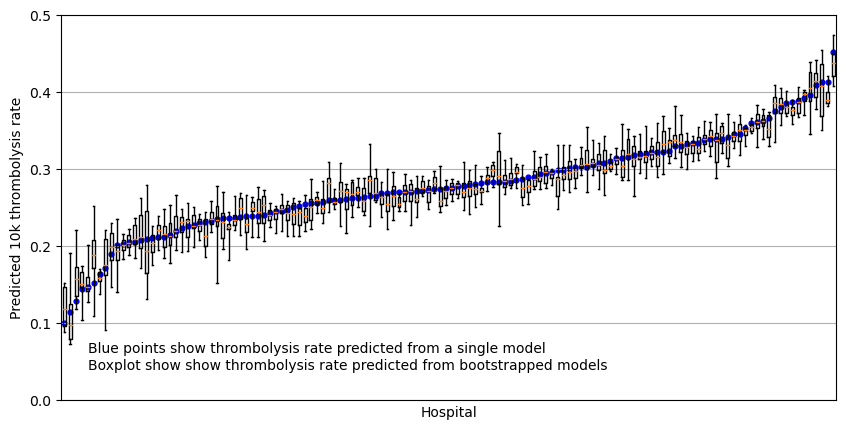 0.5
0.4
0.3
0.2
0.1
0.0
Predicted 10k thrombolysis rate
Blue points show thrombolysis rate predicted from a single model
Boxplot show show thrombolysis rate predicted from bootstrapped models
Hospital